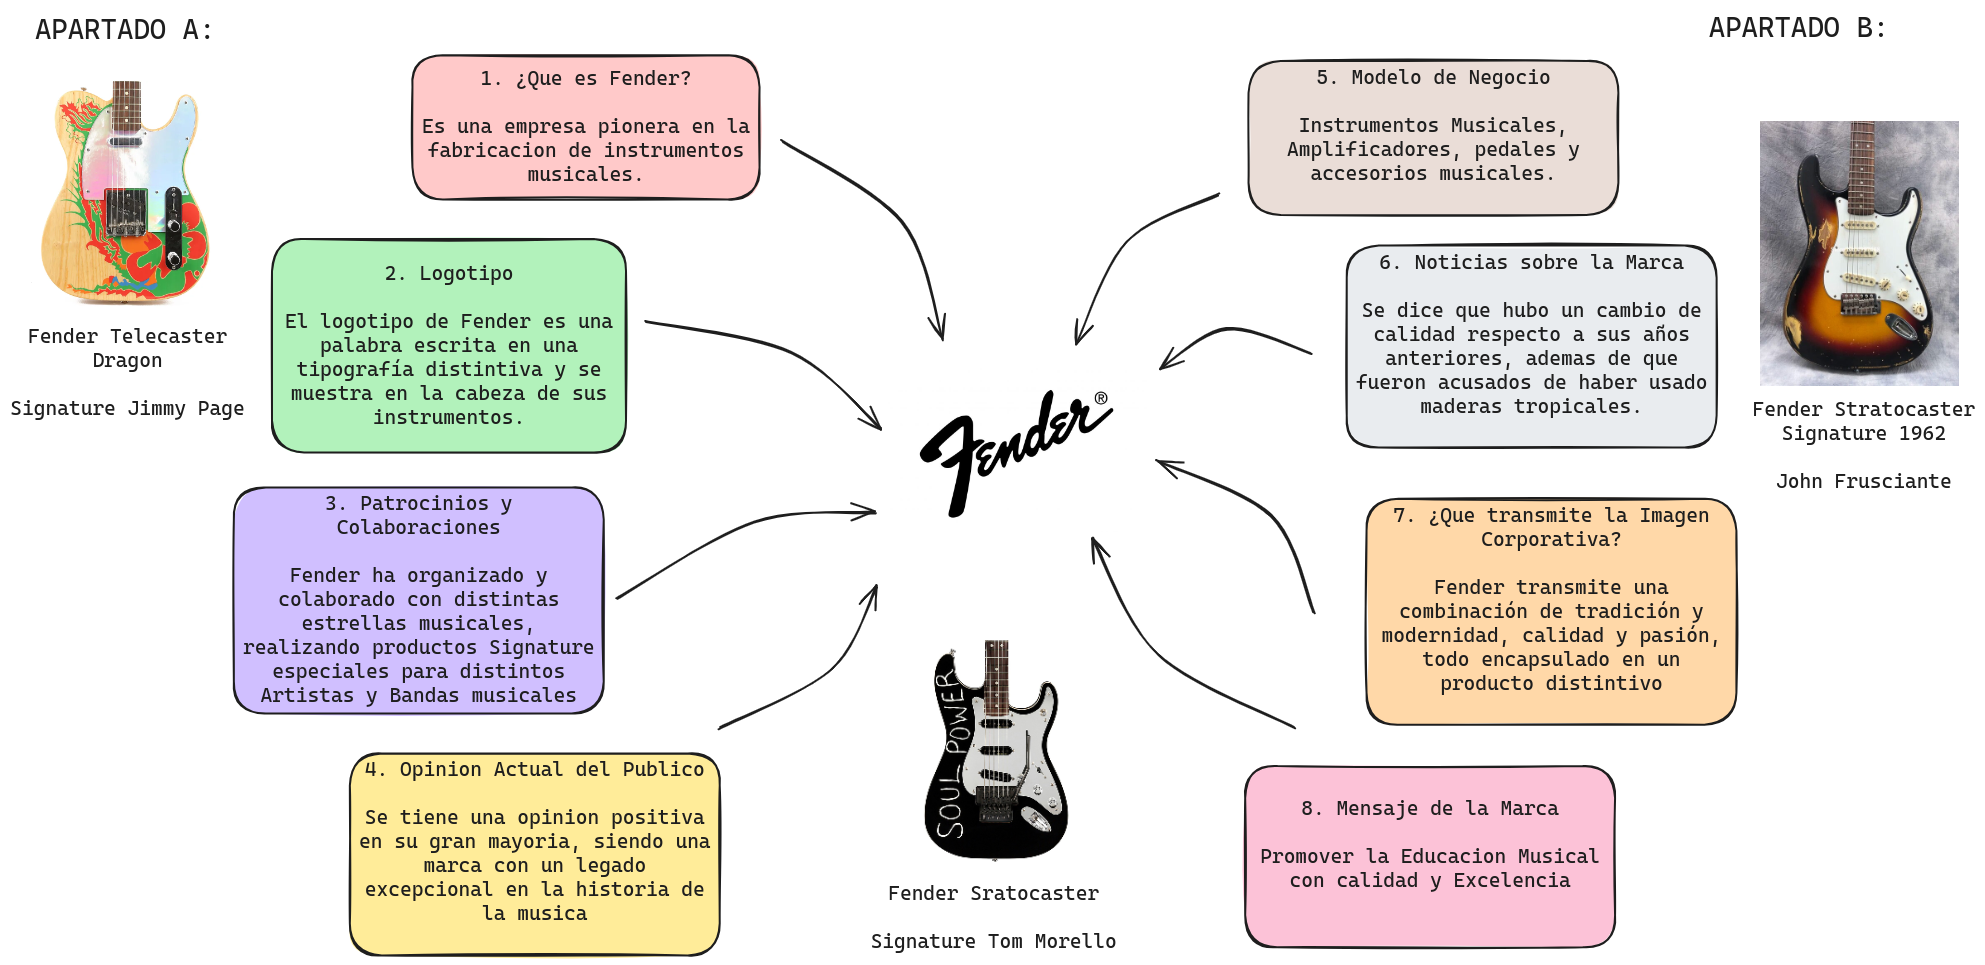 APARTADO A:
Fender Telecaster
Dragon
Signature Jimmy Page
1. ¿Que es Fender?
Es una empresa pionera en la
fabricacion de instrumentos
musicales.
2. Logotipo
El logotipo de Fender es una
palabra escrita en una
tipografía distintiva y se
muestra en la cabeza de sus
instrumentos.
3. Patrocinios y
Colaboraciones
Fender ha organizado y
colaborado con distintas
estrellas musicales,
realizando productos Signature
especiales para distintos
Artistas y Bandas musicales
4. Opinion Actual del Publico
Se tiene una opinion positiva
en su gran mayoria, siendo una
marca con un legado
excepcional en la historia de
la musica
Fender®
SOUL POWER
Fender Sratocaster
Signature Tom Morello
APARTADO B:
5. Modelo de Negocio
Instrumentos Musicales,
Amplificadores, pedales y
accesorios musicales.
6. Noticias sobre la Marca
Se dice que hubo un cambio de
calidad respecto a sus años
anteriores, ademas de que
fueron acusados de haber usado
maderas tropicales.
7. ¿Que transmite la Imagen
Corporativa?
Fender transmite una
combinación de tradición y
modernidad, calidad y pasión,
todo encapsulado en un
producto distintivo
8. Mensaje de la Marca
Promover la Educacion Musical
con calidad y Excelencia
Fender Stratocaster
Signature 1962
John Frusciante